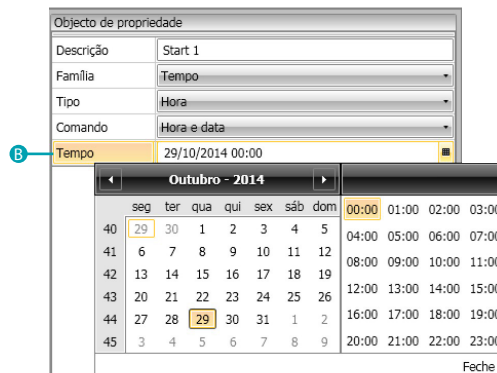 Objecto de propriedade
Descrição Start 1
Família Tempo
Tipo Hora
Comando Hora e data
B Tempo 29/10/2014 00:00
Outubro - 2014
seg ter qua qui sex sáb dom
40 29 30 1 2 3 4 5
41 6 7 8 9 10 11 12
42 13 14 15 16 17 18 19
43 20 21 22 23 24 25 26
44 27 28 29 30 31 1 2
45 3 4 5 6 7 8 9
00:00 01:00 02:00 03:00
04:00 05:00 06:00 07:00
08:00 09:00 10:00 11:00
12:00 13:00 14:00 15:00
16:00 17:00 18:00 19:00
20:00 21:00 22:00 23:00
Feche